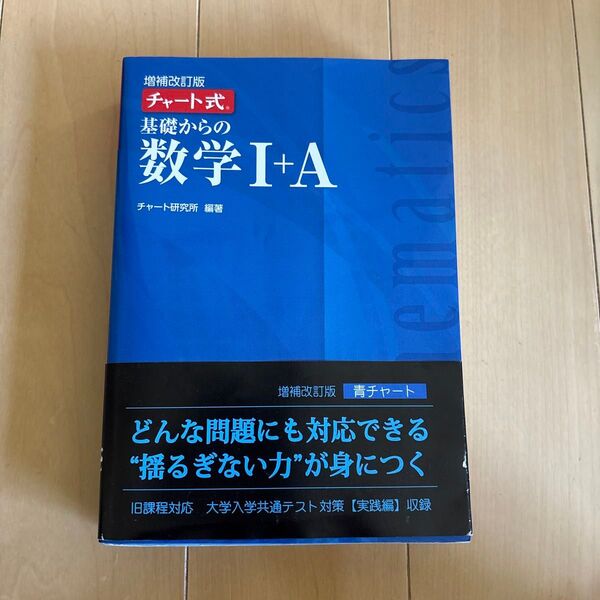 増補改訂版
チャート式®
基礎からの
数学 I+A
チャート研究所 編著
ematics
増補改訂版 青チャート
どんな問題にも対応できる
“揺るぎない力”が身につく
旧課程対応 大学入学共通テスト対策【実践編】収録